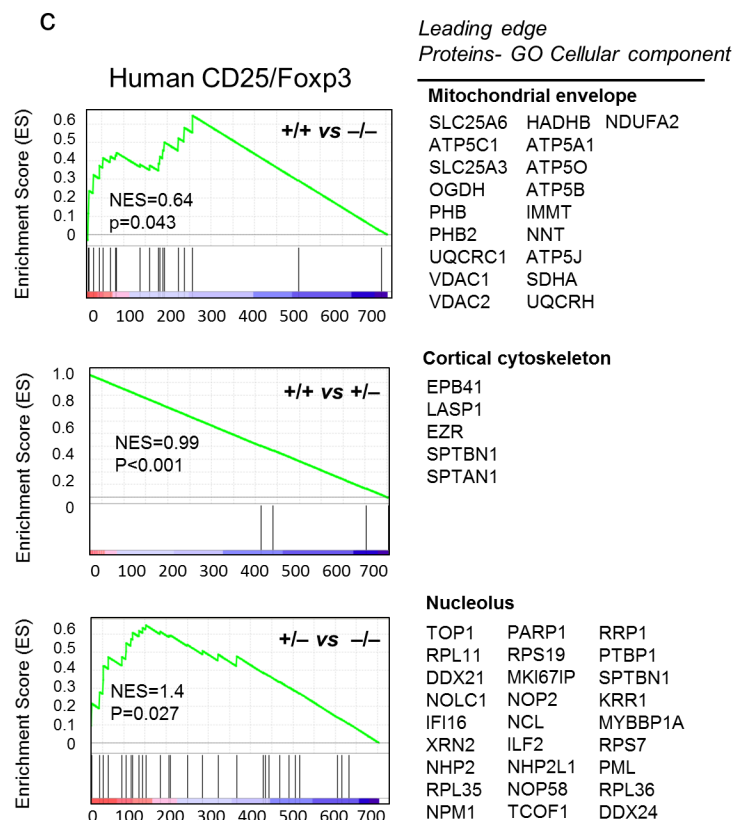 C
Leading edge
Proteins- GO Cellular component
Human CD25/Foxp3
Enrichment Score (ES)
0.6
0.5
0.4
0.3
0.2
0.1
0
+/+ vs –/–
NES=0.64
p=0.043
0 100 200 300 400 500 600 700
Mitochondrial envelope
SLC25A6 HADHB NDUFA2
ATP5C1 ATP5A1
SLC25A3 ATP5O
OGDH ATP5B
PHB IMMT
PHB2 NNT
UQCRC1 ATP5J
VDAC1 SDHA
VDAC2 UQCRH
Enrichment Score (ES)
1.0
0.8
0.6
0.4
0.2
0
+/+ vs +/–
NES=0.99
P<0.001
0 100 200 300 400 500 600 700
Cortical cytoskeleton
EPB41
LASP1
EZR
SPTBN1
SPTAN1
Enrichment Score (ES)
0.6
0.5
0.4
0.3
0.2
0.1
0
+/– vs –/–
NES=1.4
P=0.027
0 100 200 300 400 500 600 700
Nucleolus
TOP1 PARP1 RRP1
RPL11 RPS19 PTBP1
DDX21 MKI67IP SPTBN1
NOLC1 NOP2 KRR1
IFI16 NCL MYBBP1A
XRN2 ILF2 RPS7
NHP2 NHP2L1 PML
RPL35 NOP58 RPL36
NPM1 TCOF1 DDX24